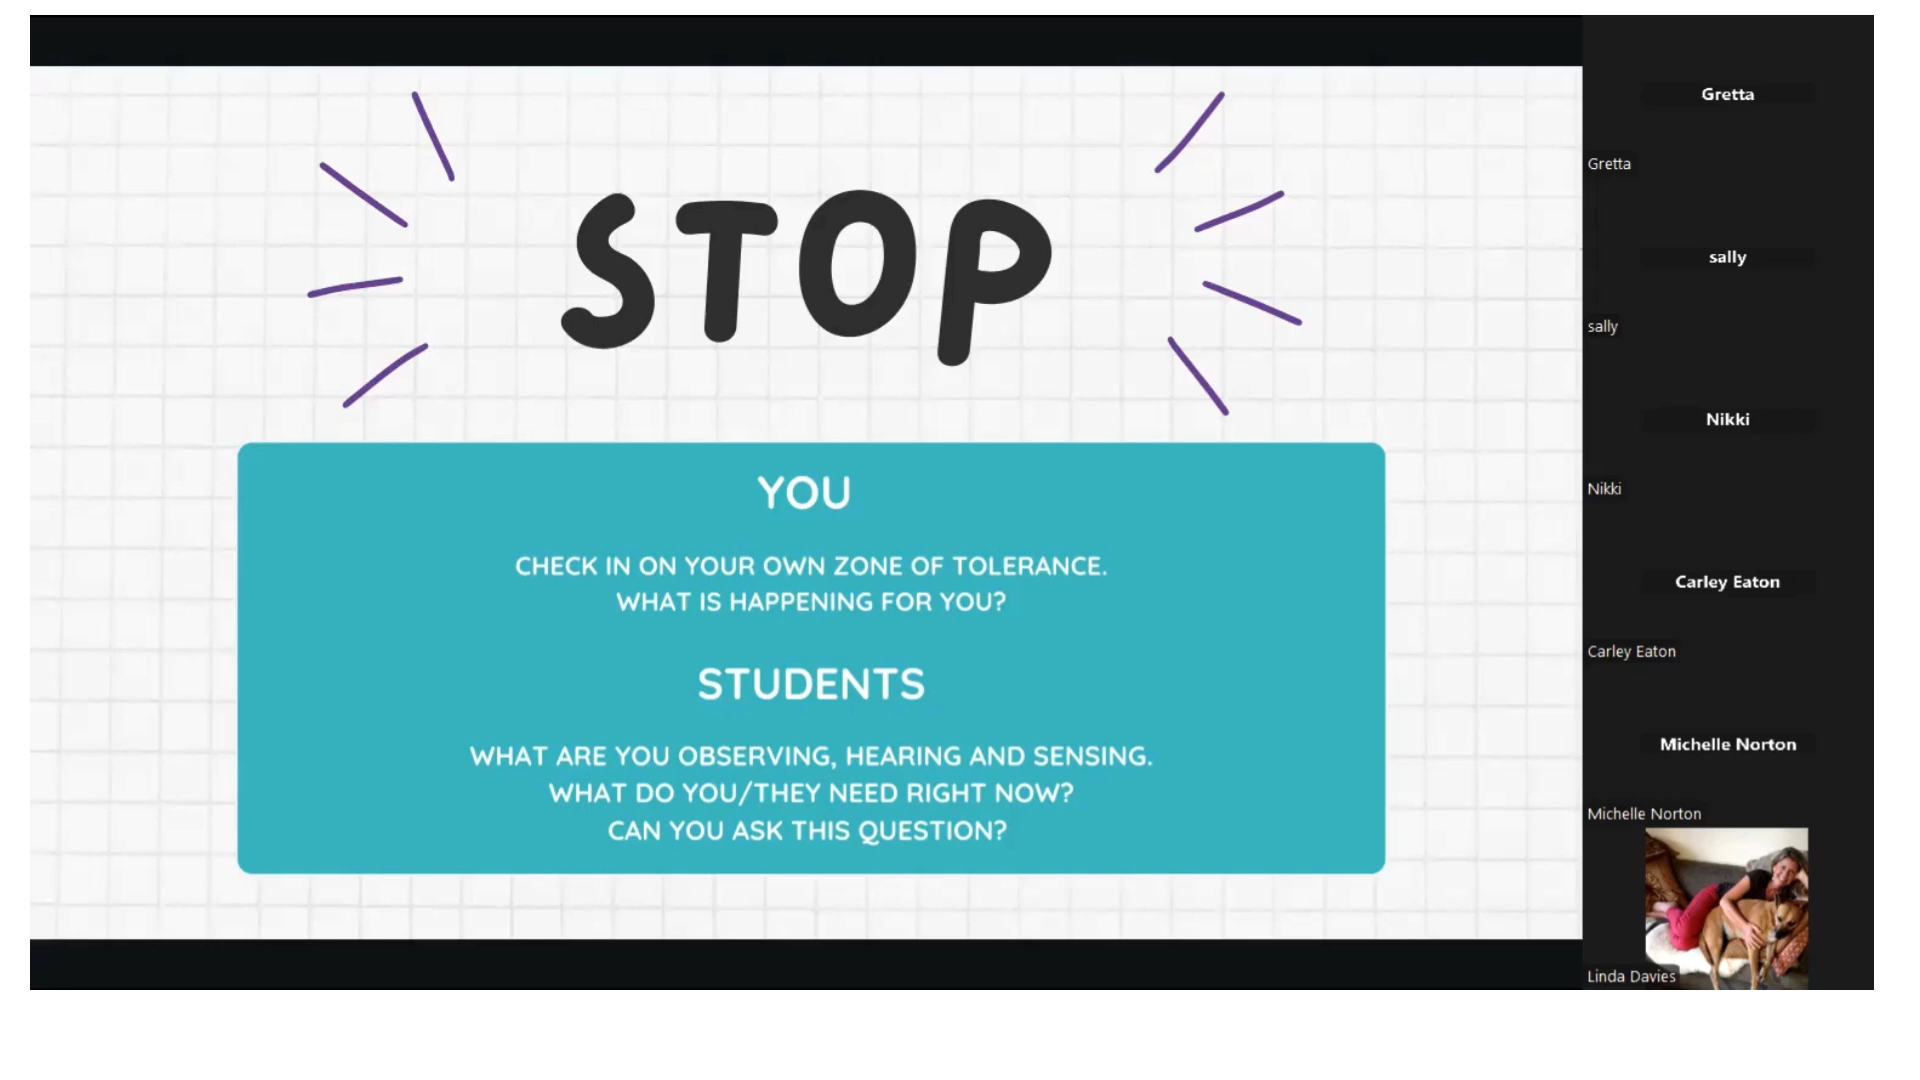 STOP
YOU
CHECK IN ON YOUR OWN ZONE OF TOLERANCE.
WHAT IS HAPPENING FOR YOU?
STUDENTS
WHAT ARE YOU OBSERVING, HEARING AND SENSING.
WHAT DO YOU/THEY NEED RIGHT NOW?
CAN YOU ASK THIS QUESTION?
Gretta
Gretta
sally
sally
Nikki
Nikki
Carley Eaton
Carley Eaton
Michelle Norton
Michelle Norton
Linda Davies